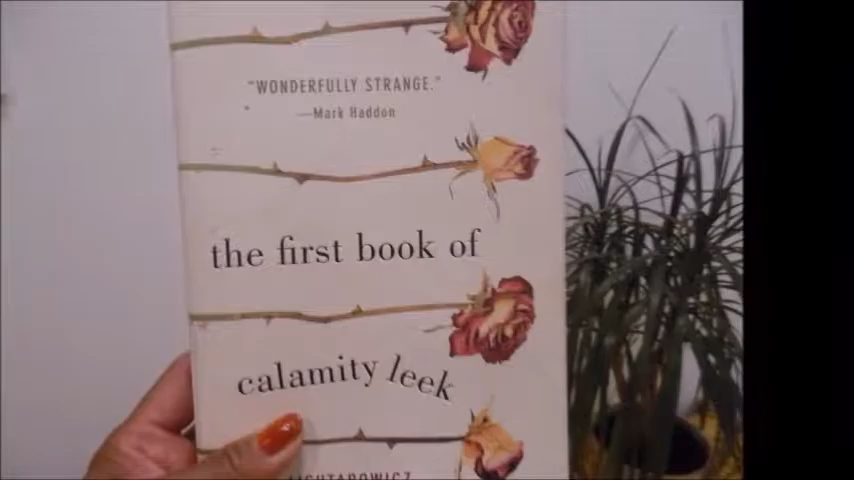 "WONDERFULLY STRANGE."
—Mark Haddon
the first book of
calamity leek